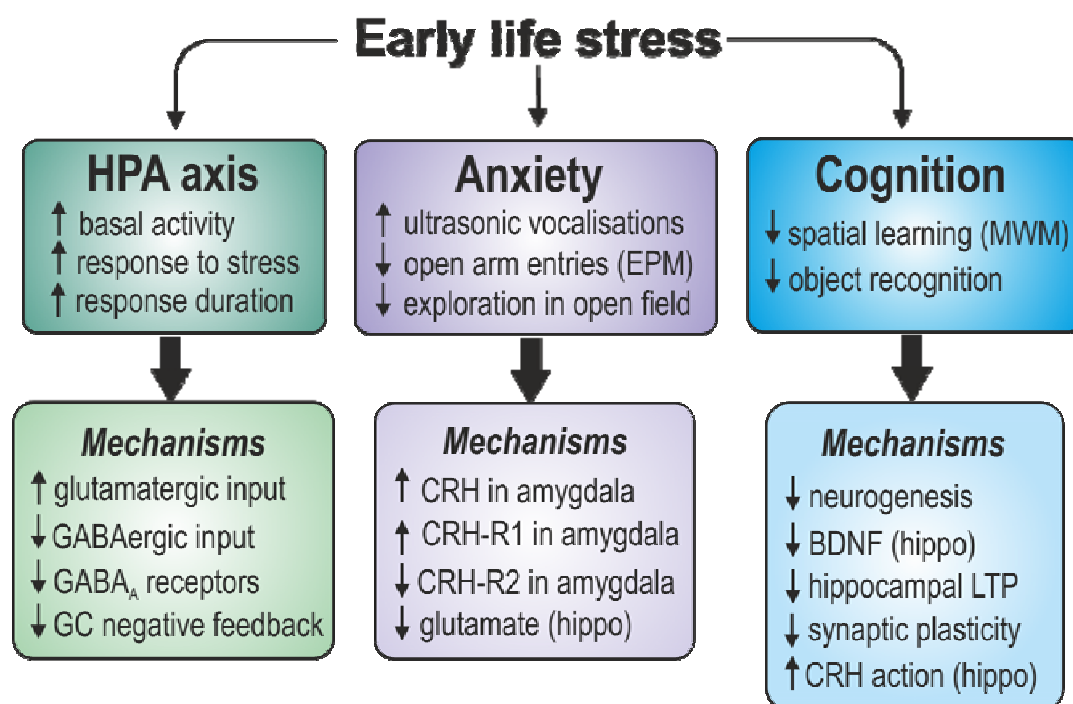 Early life stress
HPA axis
↑ basal activity
↑ response to stress
↑ response duration
Anxiety
↑ ultrasonic vocalisations
↓ open arm entries (EPM)
↓ exploration in open field
Cognition
↓ spatial learning (MWM)
↓ object recognition
Mechanisms
↑ glutamatergic input
↓ GABAergic input
↓ GABA_A receptors
↓ GC negative feedback
Mechanisms
↑ CRH in amygdala
↑ CRH-R1 in amygdala
↓ CRH-R2 in amygdala
↓ glutamate (hippo)
Mechanisms
↓ neurogenesis
↓ BDNF (hippo)
↓ hippocampal LTP
↓ synaptic plasticity
↑ CRH action (hippo)